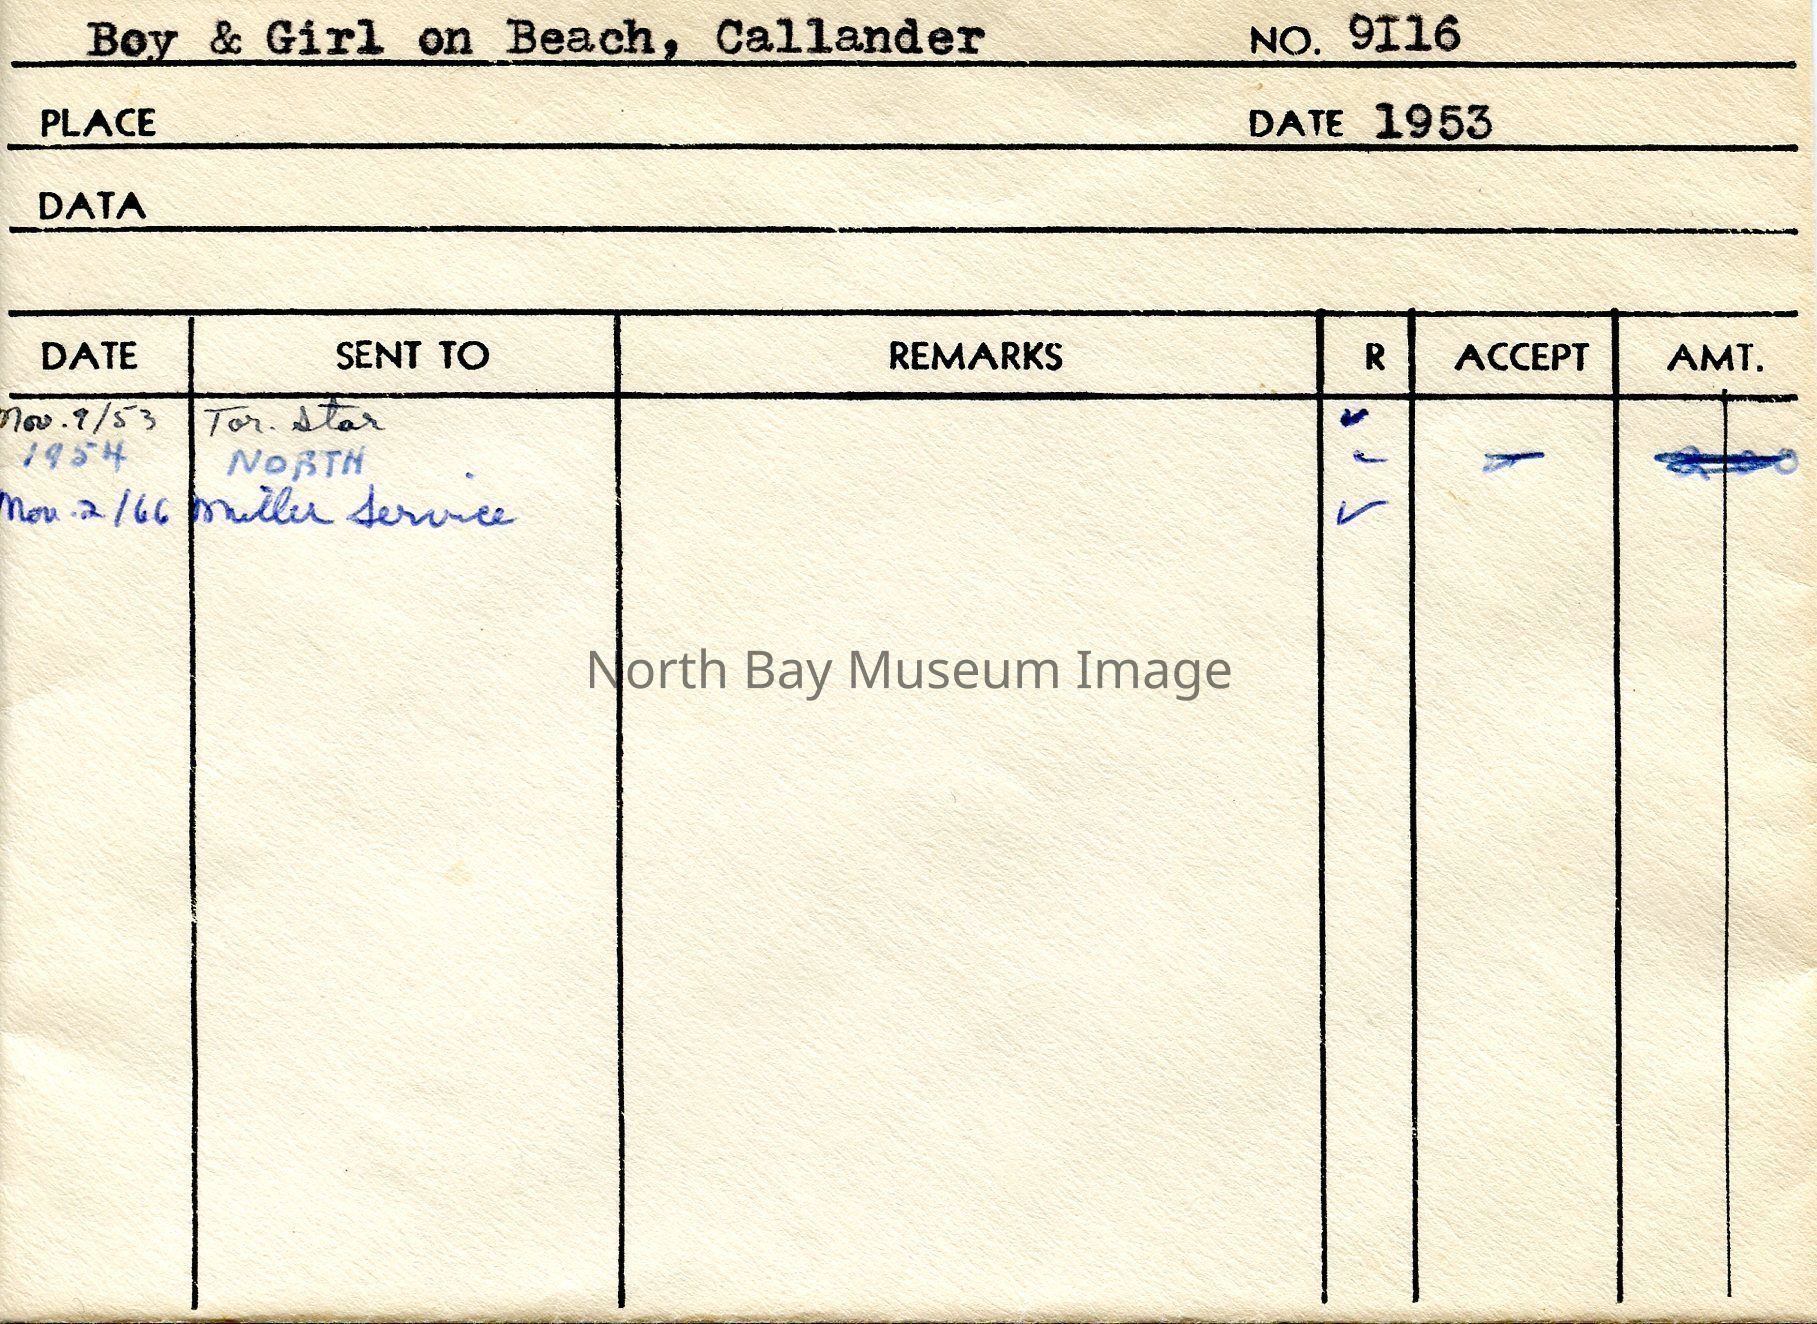 Boy & Girl on Beach, Callander NO. 9I16
PLACE DATE 1953
DATA
DATE SENT TO REMARKS R ACCEPT AMT.
Nov. 9/53 Tor. Star
1954 NORTH
Nov. 2/66 Miller Service
North Bay Museum Image